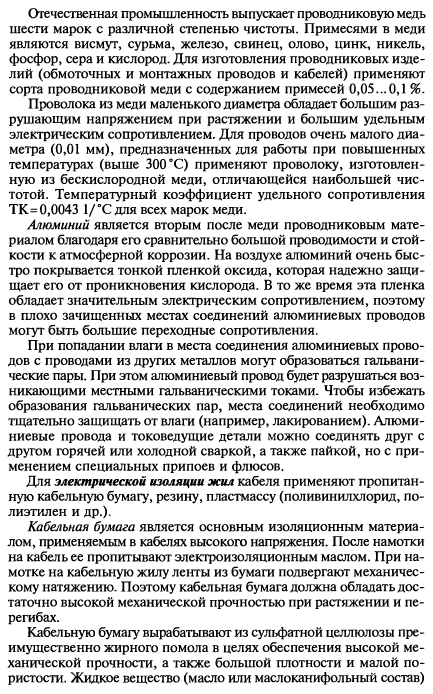 Отечественная промышленность выпускает проводниковую медь
шести марок с различной степенью чистоты. Примесями в меди
являются висмут, сурьма, железо, свинец, олово, цинк, никель,
фосфор, сера и кислород. Для изготовления проводниковых изде-
лий (обмоточных и монтажных проводов и кабелей) применяют
сорта проводниковой меди с содержанием примесей 0,05...0,1 %.
Проволока из меди маленького диаметра обладает большим раз-
рушающим напряжением при растяжении и большим удельным
электрическим сопротивлением. Для проводов очень малого диа-
метра (0,01 мм), предназначенных для работы при повышенных
температурах (выше 300 °С) применяют проволоку, изготовлен-
ную из бескислородной меди, отличающейся наибольшей чис-
тотой. Температурный коэффициент удельного сопротивления
ТК=0,0043 1/°С для всех марок меди.
Алюминий является вторым после меди проводниковым мате-
риалом благодаря его сравнительно большой проводимости и стой-
кости к атмосферной коррозии. На воздухе алюминий очень быс-
тро покрывается тонкой пленкой оксида, которая надежно защи-
щает его от проникновения кислорода. В то же время эта пленка
обладает значительным электрическим сопротивлением, поэтому
в плохо зачищенных местах соединений алюминиевых проводов
могут быть большие переходные сопротивления.
При попадании влаги в места соединения алюминиевых прово-
дов с проводами из других металлов могут образоваться гальвани-
ческие пары. При этом алюминиевый провод будет разрушаться воз-
никающими местными гальваническими токами. Чтобы избежать
образования гальванических пар, места соединений необходимо
тщательно защищать от влаги (например, лакированием). Алюми-
ниевые провода и токоведущие детали можно соединять друг с
другом горячей или холодной сваркой, а также пайкой, но с при-
менением специальных припоев и флюсов.
Для электрической изоляции жил кабеля применяют пропитан-
ную кабельную бумагу, резину, пластмассу (поливинилхлорид, по-
лиэтилен и др.).
Кабельная бумага является основным изоляционным материа-
лом, применяемым в кабелях высокого напряжения. После намотки
на кабель ее пропитывают электроизоляционным маслом. При на-
мотке на кабельную жилу ленты из бумаги подвергают механичес-
кому натяжению. Поэтому кабельная бумага должна обладать дос-
таточно высокой механической прочностью при растяжении и пе-
регибах.
Кабельную бумагу вырабатывают из сульфатной целлюлозы пре-
имущественно жирного помола в целях обеспечения высокой ме-
ханической прочности, а также большой плотности и малой по-
ристости. Жидкое вещество (масло или маслоканифольный состав)